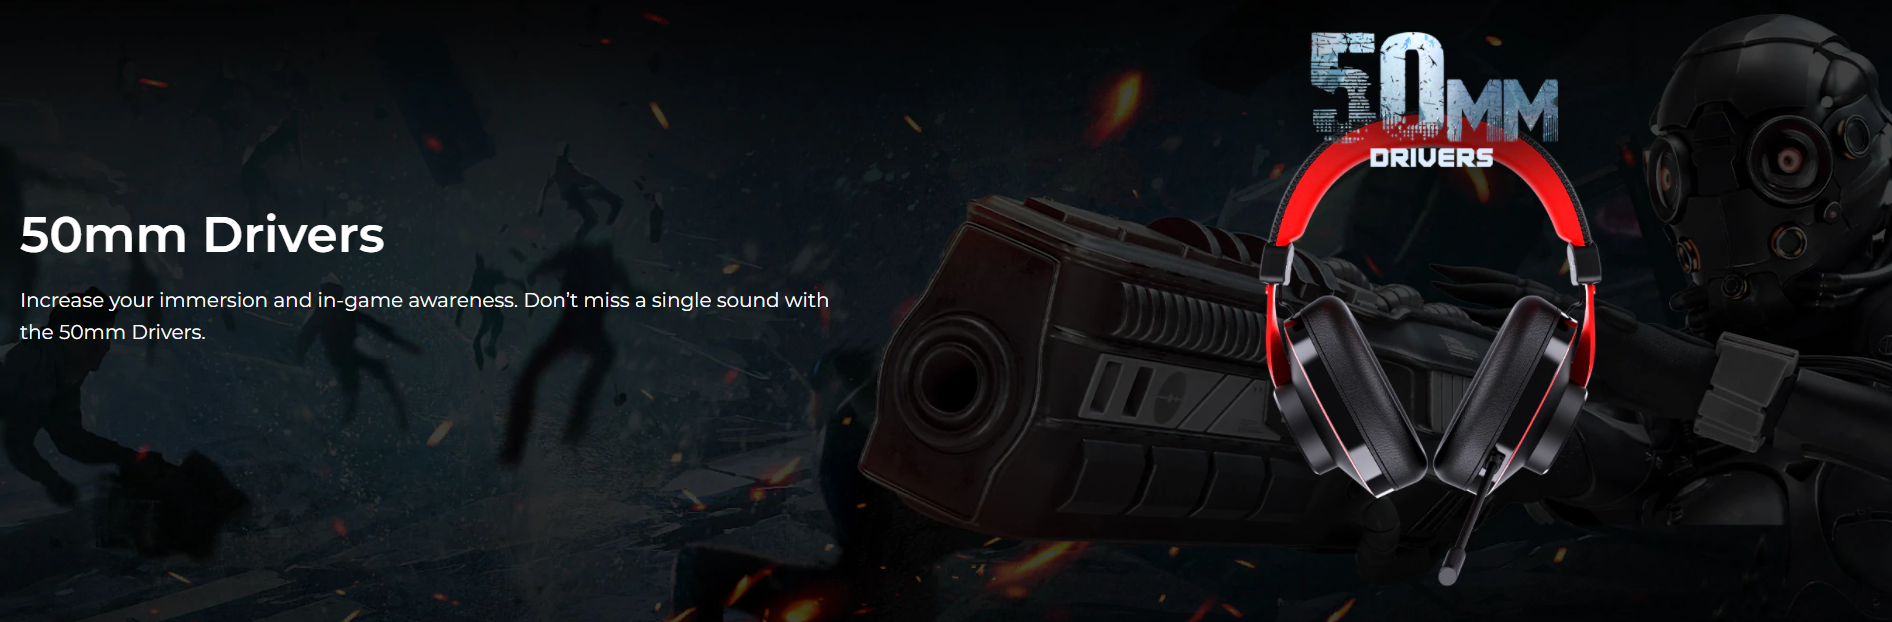 50MM
DRIVERS
50mm Drivers
Increase your immersion and in-game awareness. Don’t miss a single sound with
the 50mm Drivers.